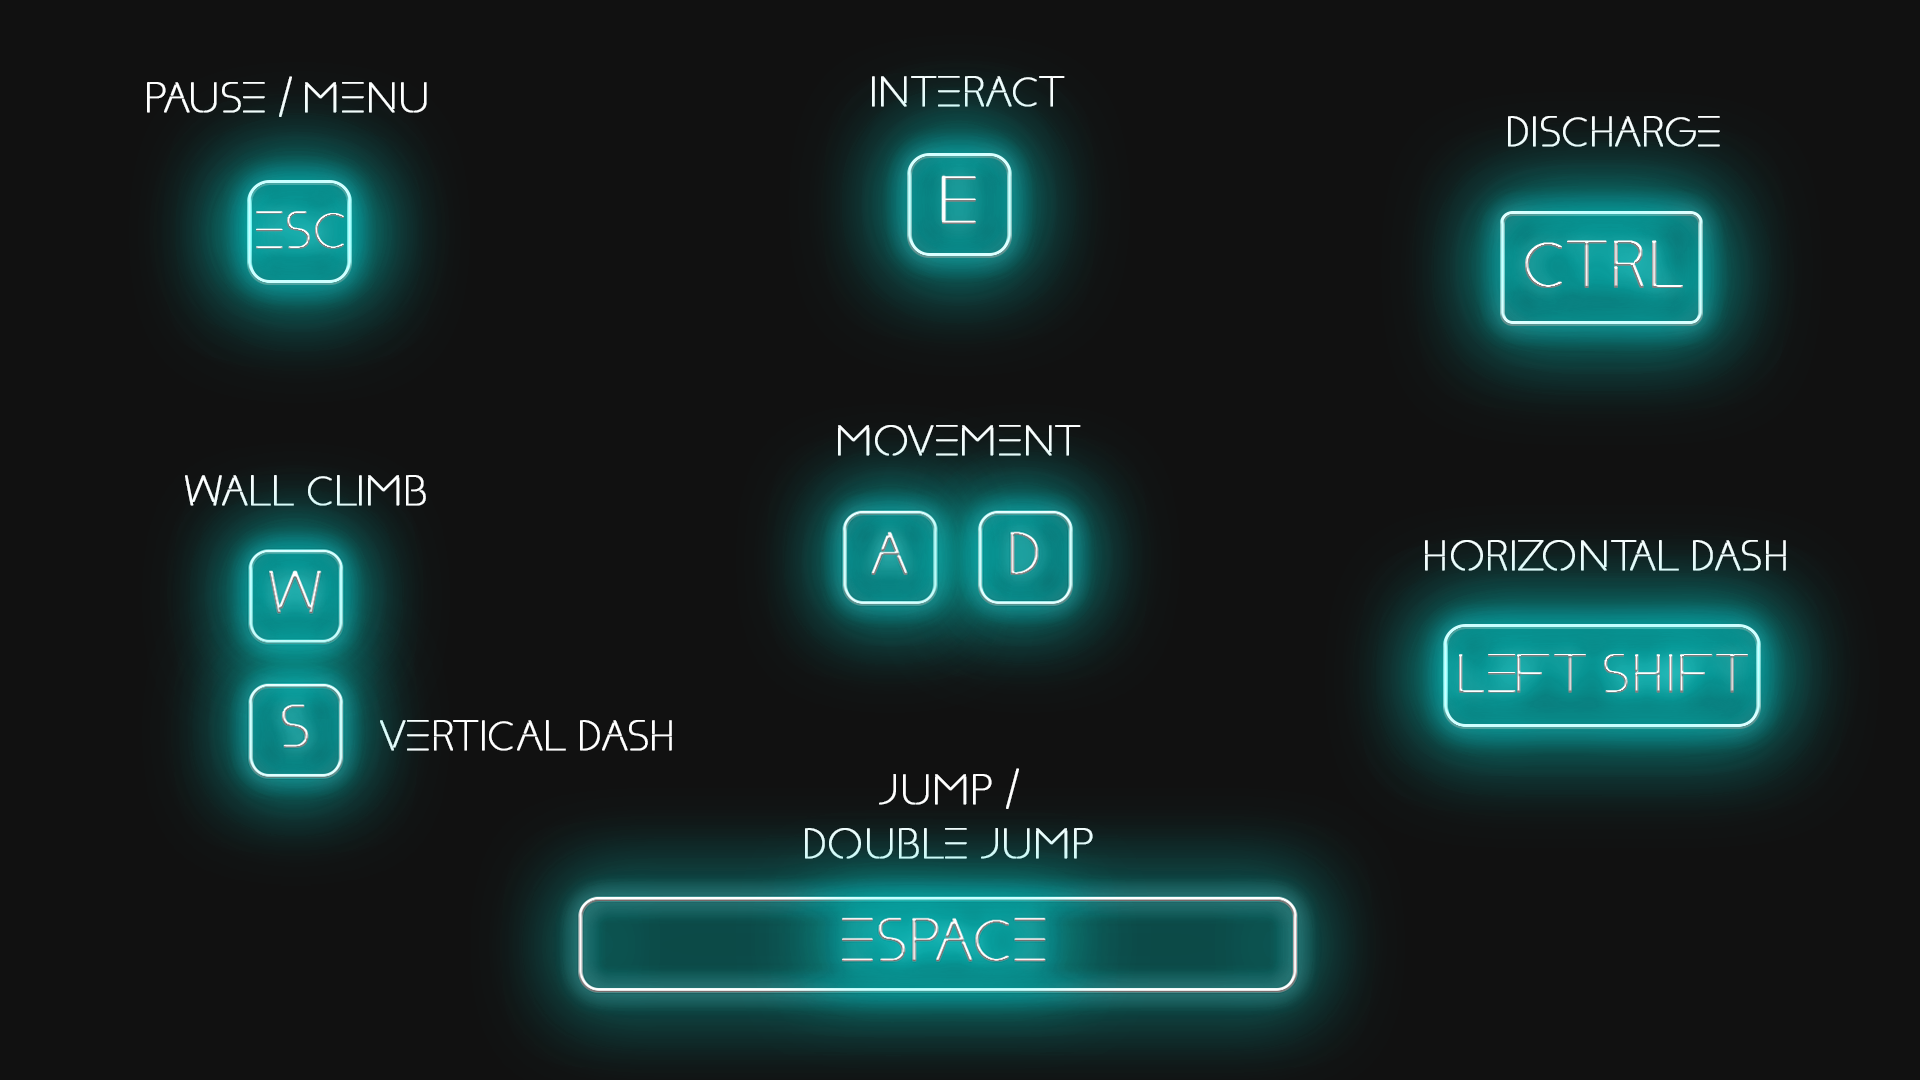 PAUSE / MENU
ESC
INTERACT
E
DISCHARGE
CTRL
WALL CLIMB
W
S
VERTICAL DASH
MOVEMENT
A D
HORIZONTAL DASH
LEFT SHIFT
JUMP /
DOUBLE JUMP
ESPACE